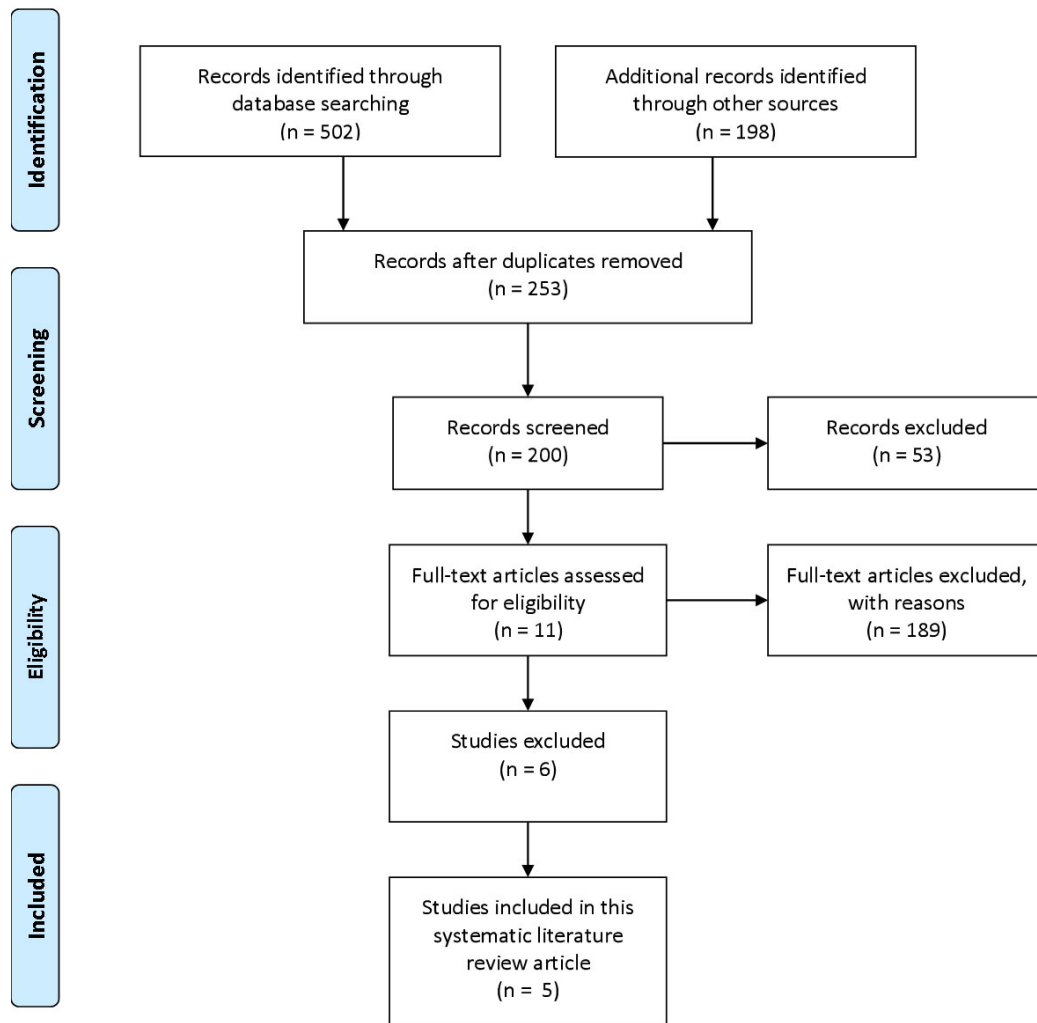 Identification
Records identified through
database searching
(n = 502)
Additional records identified
through other sources
(n = 198)
Records after duplicates removed
(n = 253)
Screening
Records screened
(n = 200)
Records excluded
(n = 53)
Eligibility
Full-text articles assessed
for eligibility
(n = 11)
Full-text articles excluded,
with reasons
(n = 189)
Studies excluded
(n = 6)
Included
Studies included in this
systematic literature
review article
(n = 5)